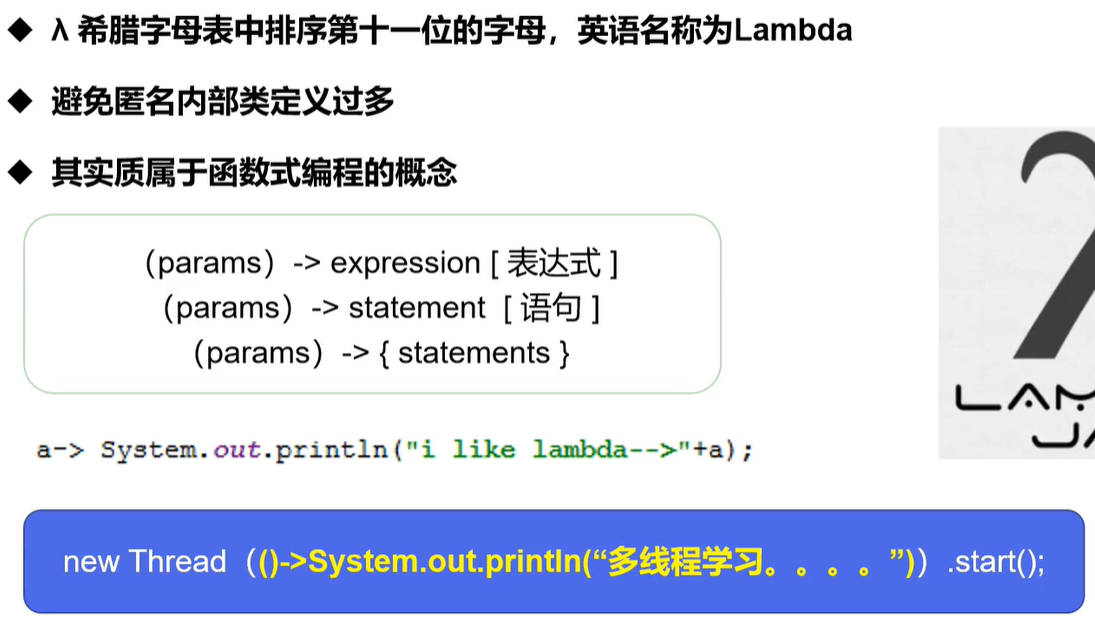 ◆ λ 希腊字母表中排序第十一位的字母，英语名称为Lambda
◆ 避免匿名内部类定义过多
◆ 其实质属于函数式编程的概念
（params）-> expression [ 表达式 ]
（params）-> statement [ 语句 ]
（params）-> { statements }
a-> System.out.println("i like lambda-->"+a);
new Thread（()->System.out.println(“多线程学习。。。。”)）.start();
λ